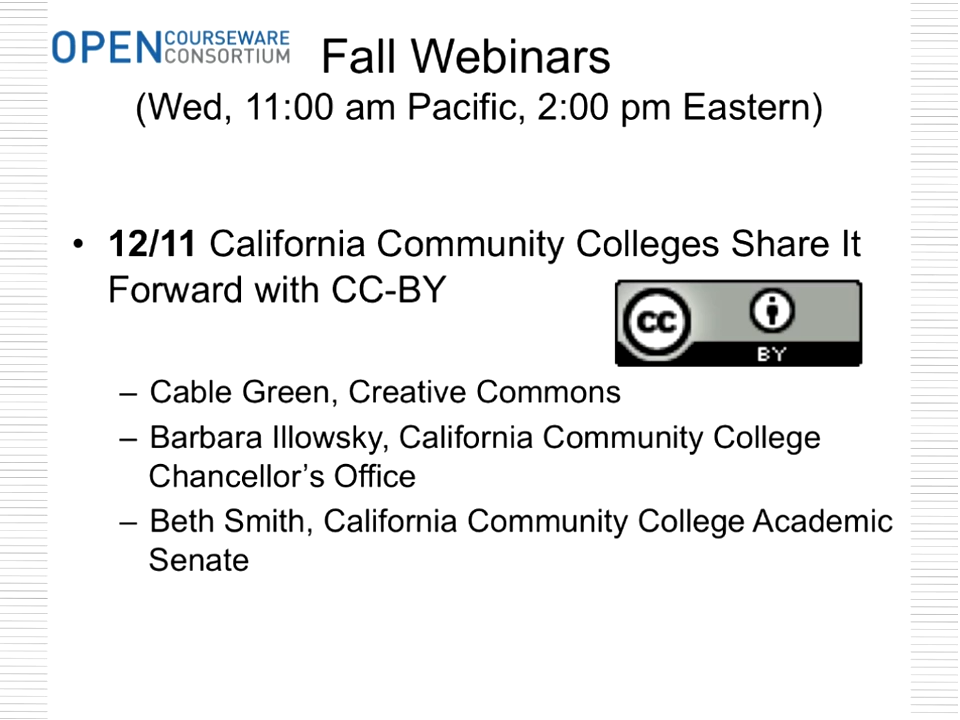 OPEN COURSEWARE CONSORTIUM
Fall Webinars
(Wed, 11:00 am Pacific, 2:00 pm Eastern)
• 12/11 California Community Colleges Share It
Forward with CC-BY
cc
BY
– Cable Green, Creative Commons
– Barbara Illowsky, California Community College
Chancellor’s Office
– Beth Smith, California Community College Academic
Senate